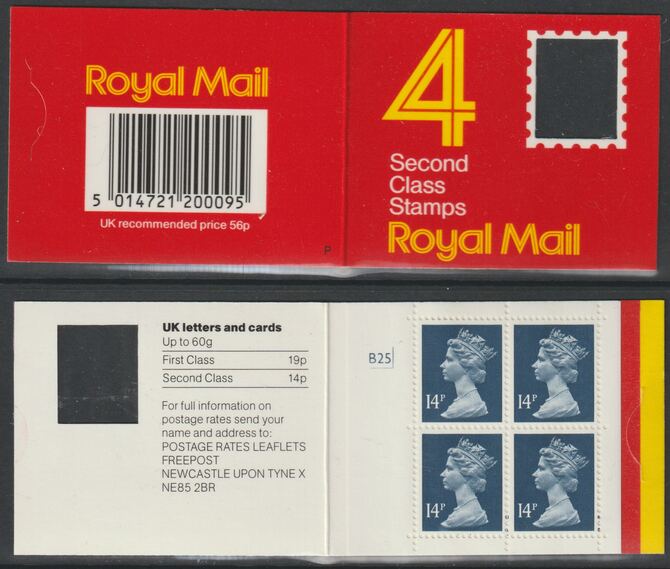 Royal Mail
5 014721 200095
UK recommended price 56p
P
4
Second
Class
Stamps
Royal Mail
UK letters and cards
Up to 60g
First Class 19p
Second Class 14p
For full information on
postage rates send your
name and address to:
POSTAGE RATES LEAFLETS
FREEPOST
NEWCASTLE UPON TYNE X
NE85 2BR
B25
14P
14P
14P
14P